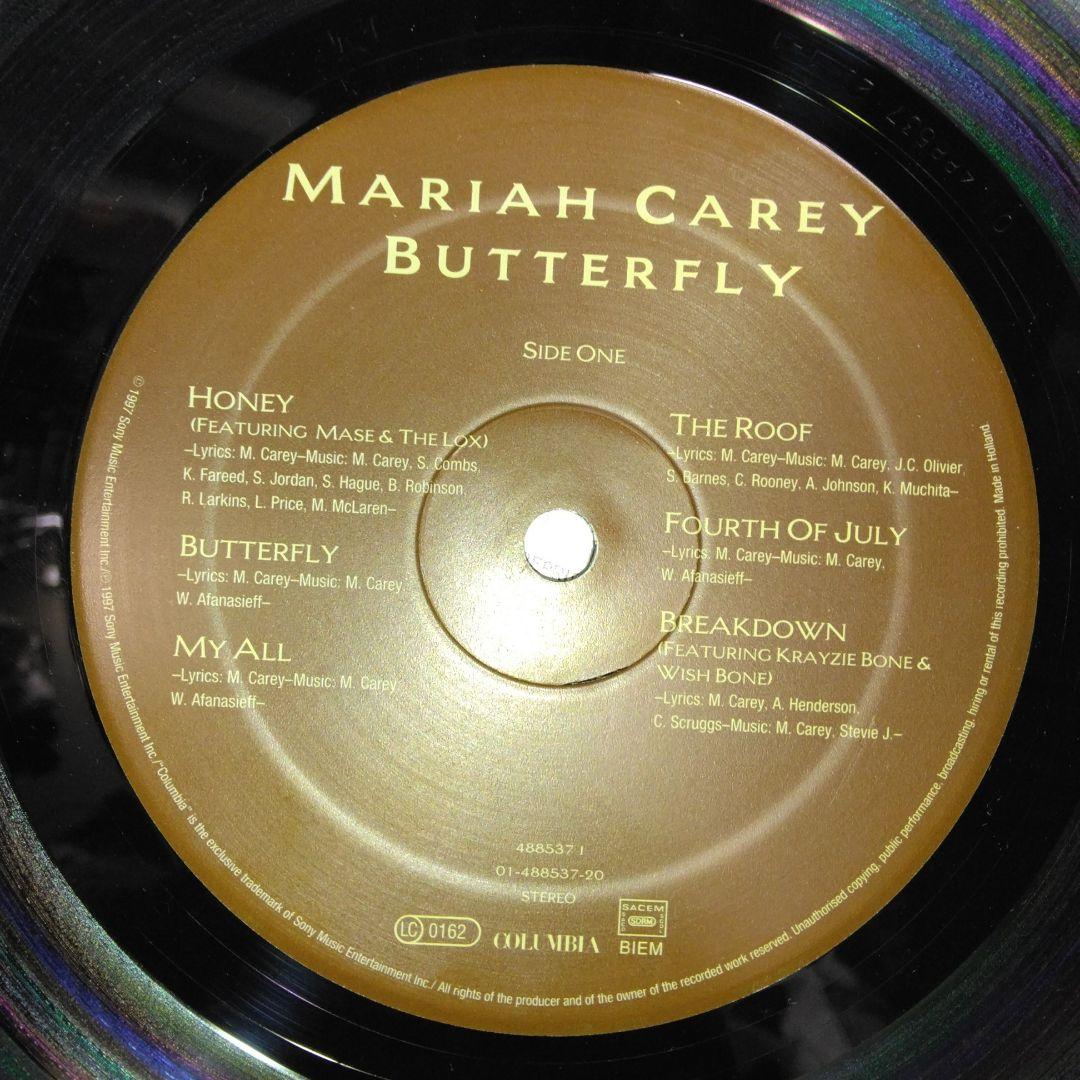 MARIAH CAREY
BUTTERFLY
SIDE ONE
HONEY
(FEATURING MASE & THE LOX)
–Lyrics: M. Carey–Music: M. Carey, S. Combs,
K. Fareed, S. Jordan, S. Hague, B. Robinson,
R. Larkins, L. Price, M. McLaren–
BUTTERFLY
–Lyrics: M. Carey–Music: M. Carey,
W. Afanasieff–
MY ALL
–Lyrics: M. Carey–Music: M. Carey
W. Afanasieff–
THE ROOF
–Lyrics: M. Carey–Music: M. Carey, J.C. Olivier,
S. Barnes, C. Rooney, A. Johnson, K. Muchita–
FOURTH OF JULY
–Lyrics: M. Carey–Music: M. Carey,
W. Afanasieff–
BREAKDOWN
(FEATURING KRAYZIE BONE &
WISH BONE)
–Lyrics: M. Carey, A. Henderson,
C. Scruggs–Music: M. Carey, Stevie J.–
488537 1
01-488537-20
STEREO
LC 0162
COLUMBIA
SACEM
SDRM
BIEM
© 1997 Sony Music Entertainment Inc./℗ 1997 Sony Music Entertainment Inc./"Columbia" is the exclusive trademark of Sony Music Entertainment Inc./ All rights of the producer and of the owner of the recorded work reserved. Unauthorised copying, public performance, broadcasting, hiring or rental of this recording prohibited. Made in Holland.